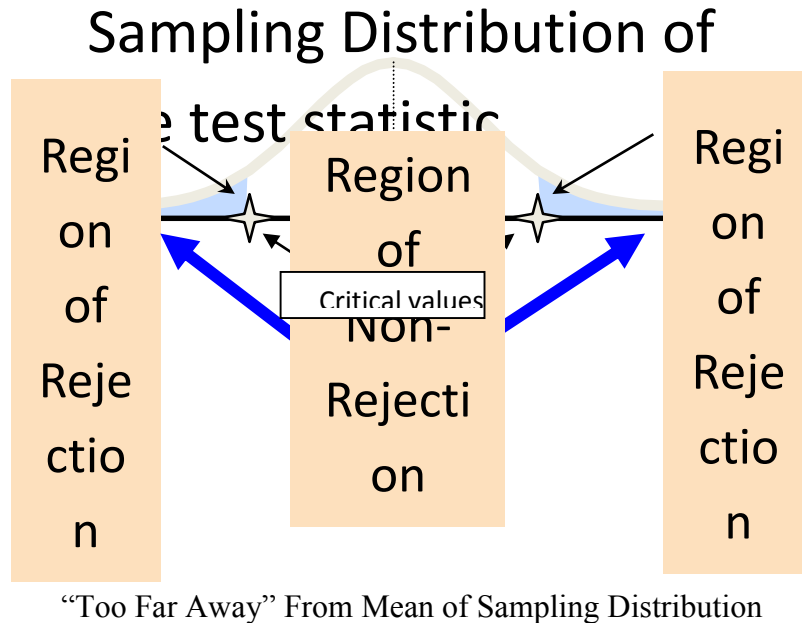 Sampling Distribution of
e test statistic
Regi
on
of
Reje
ctio
n
Region
of
Non-
Rejecti
on
Critical values
Regi
on
of
Reje
ctio
n
“Too Far Away” From Mean of Sampling Distribution